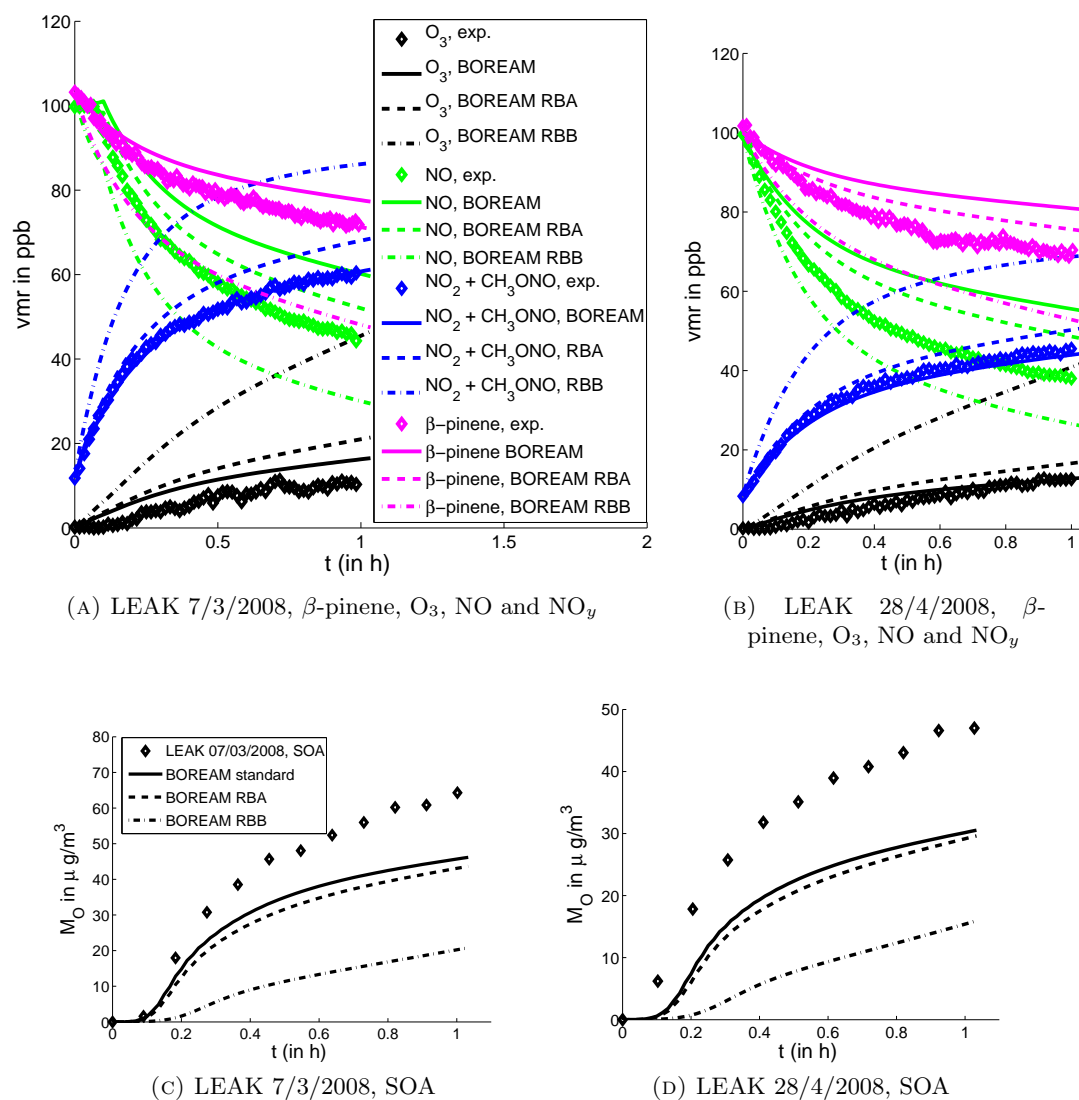 120
100
80
60
40
20
0
vmr in ppb
0
0.5
1
1.5
2
t (in h)
O3, exp.
O3, BOREAM
O3, BOREAM RBA
O3, BOREAM RBB
NO, exp.
NO, BOREAM
NO, BOREAM RBA
NO, BOREAM RBB
NO2 + CH3ONO, exp.
NO2 + CH3ONO, BOREAM
NO2 + CH3ONO, RBA
NO2 + CH3ONO, RBB
β−pinene, exp.
β−pinene BOREAM
β−pinene, BOREAM RBA
β−pinene, BOREAM RBB
(A) LEAK 7/3/2008, β-pinene, O3, NO and NOy
120
100
80
60
40
20
0
vmr in ppb
0
0.2
0.4
0.6
0.8
1
t (in h)
(B) LEAK 28/4/2008, β-
pinene, O3, NO and NOy
80
70
60
50
40
30
20
10
0
MO in μ g/m3
0
0.2
0.4
0.6
0.8
1
t (in h)
LEAK 07/03/2008, SOA
BOREAM standard
BOREAM RBA
BOREAM RBB
(C) LEAK 7/3/2008, SOA
50
40
30
20
10
0
MO in μ g/m3
0
0.2
0.4
0.6
0.8
1
t (in h)
(D) LEAK 28/4/2008, SOA